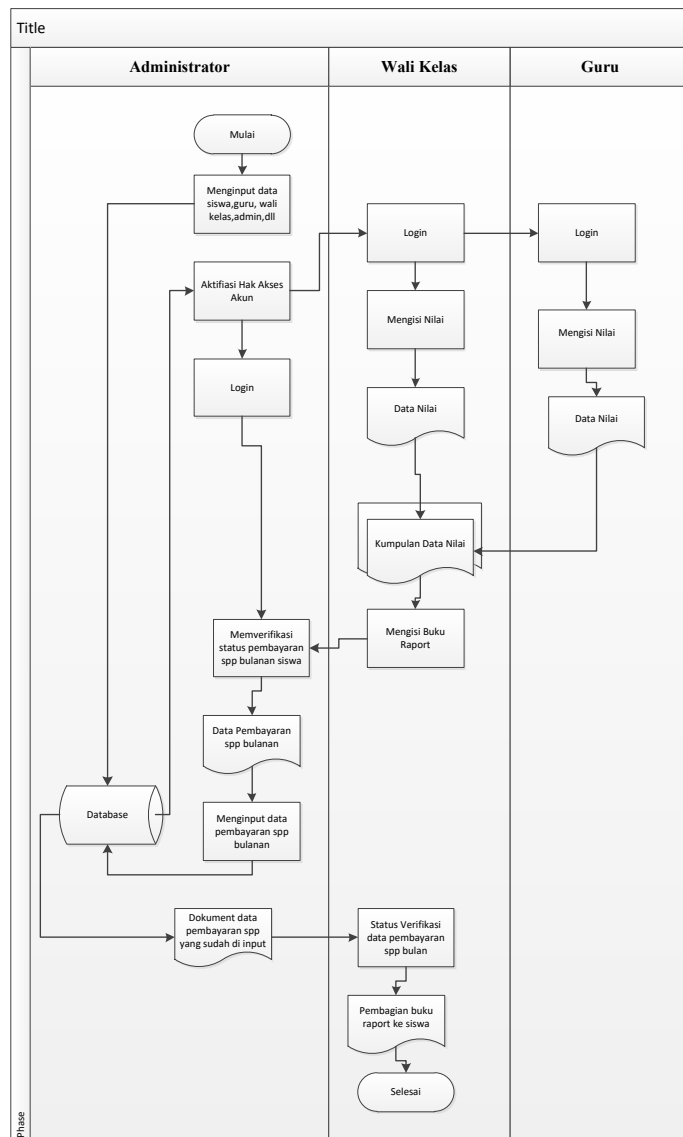 Title
Administrator
Wali Kelas
Guru
Mulai
Menginput data
siswa,guru, wali
kelas,admin,dll
Login
Login
Aktifiasi Hak Akses
Akun
Mengisi Nilai
Mengisi Nilai
Login
Data Nilai
Data Nilai
Kumpulan Data Nilai
Memverifikasi
status pembayaran
spp bulanan siswa
Mengisi Buku
Raport
Data Pembayaran
spp bulanan
Database
Menginput data
pembayaran spp
bulanan
Dokument data
pembayaran spp
yang sudah di input
Status Verifikasi
data pembayaran
spp bulan
Pembagian buku
raport ke siswa
Selesai
Phase